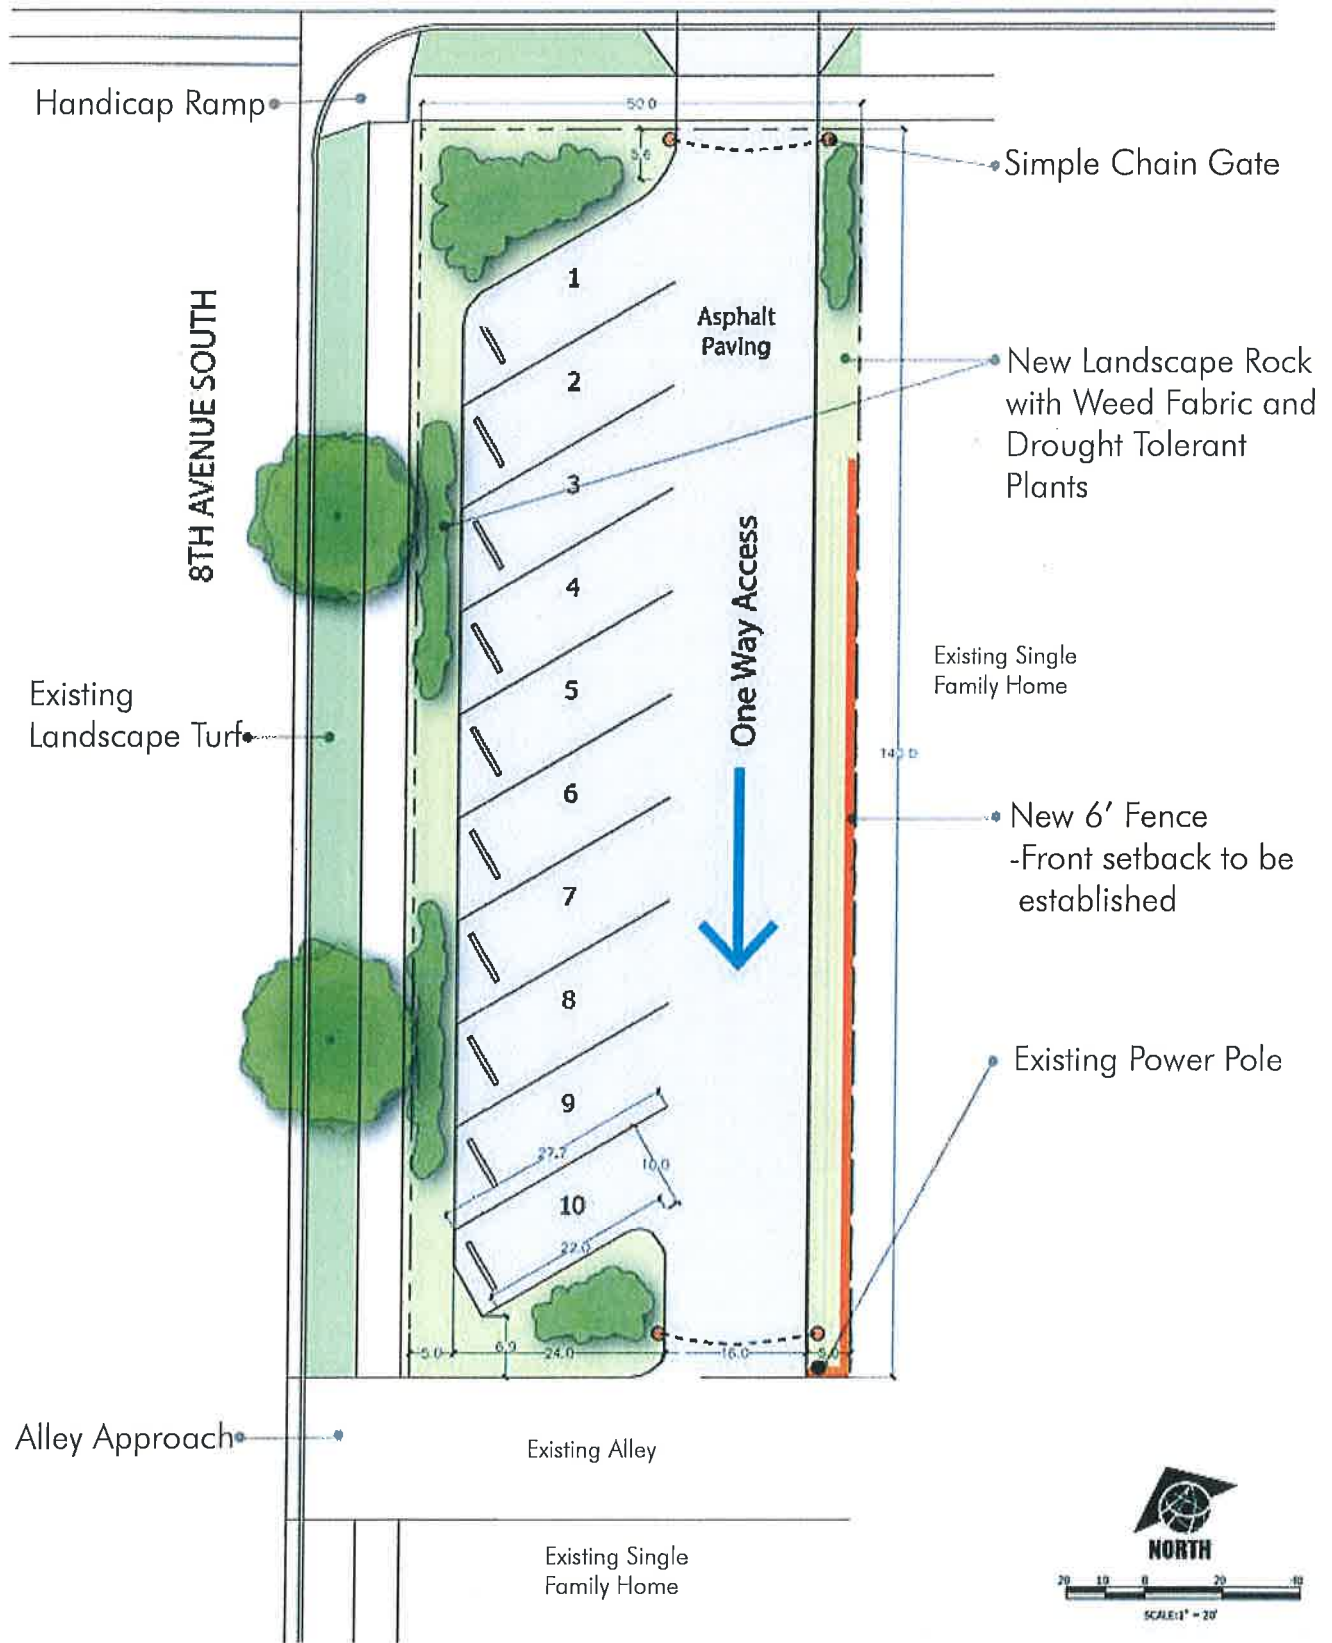 Handicap Ramp
50.0
Simple Chain Gate
5.6
1
Asphalt
Paving
8TH AVENUE SOUTH
New Landscape Rock
with Weed Fabric and
Drought Tolerant
Plants
2
3
4
One Way Access
Existing Single
Family Home
Existing
Landscape Turf
5
6
New 6' Fence
-Front setback to be
established
7
8
Existing Power Pole
9
27.7
10.0
10
22.0
5.0
6.9
24.0
16.0
5.0
Alley Approach
Existing Alley
NORTH
Existing Single
Family Home
20 10 0 20 40
SCALE:1" = 20'